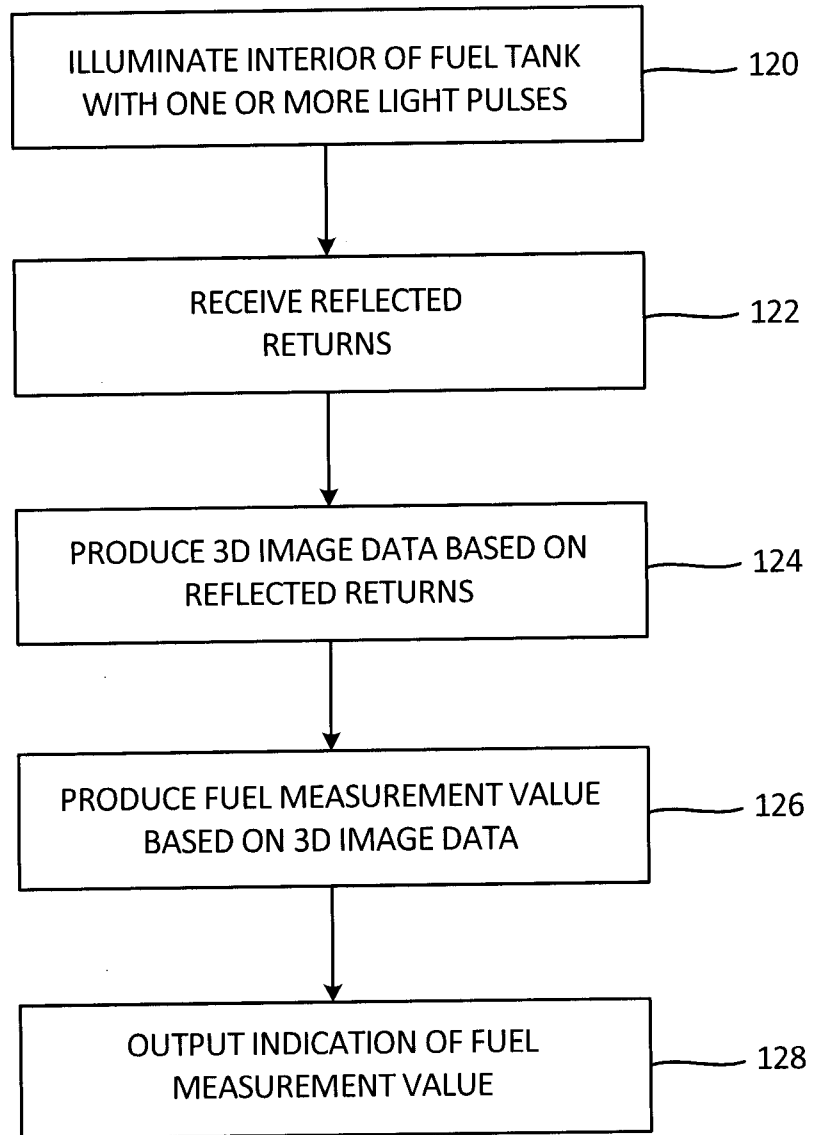 ILLUMINATE INTERIOR OF FUEL TANK
WITH ONE OR MORE LIGHT PULSES
120
RECEIVE REFLECTED
RETURNS
122
PRODUCE 3D IMAGE DATA BASED ON
REFLECTED RETURNS
124
PRODUCE FUEL MEASUREMENT VALUE
BASED ON 3D IMAGE DATA
126
OUTPUT INDICATION OF FUEL
MEASUREMENT VALUE
128